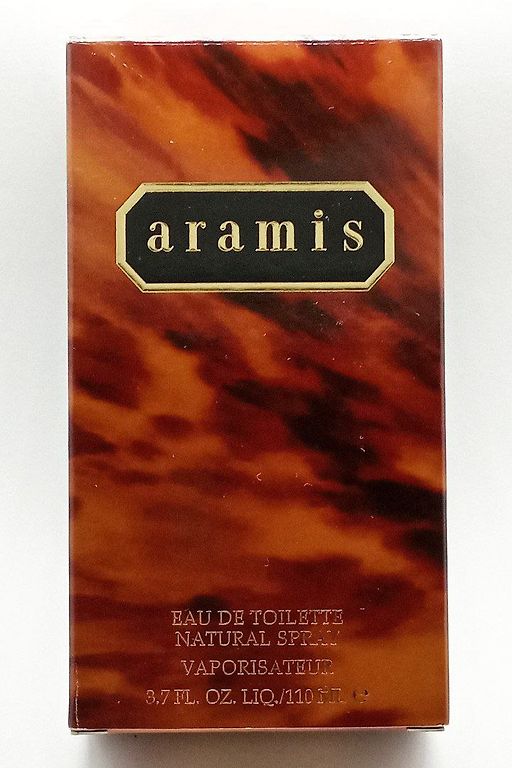 aramis
EAU DE TOILETTE
NATURAL SPRAY
VAPORISATEUR
3,7 FL. OZ. LIQ./110 ML ℮